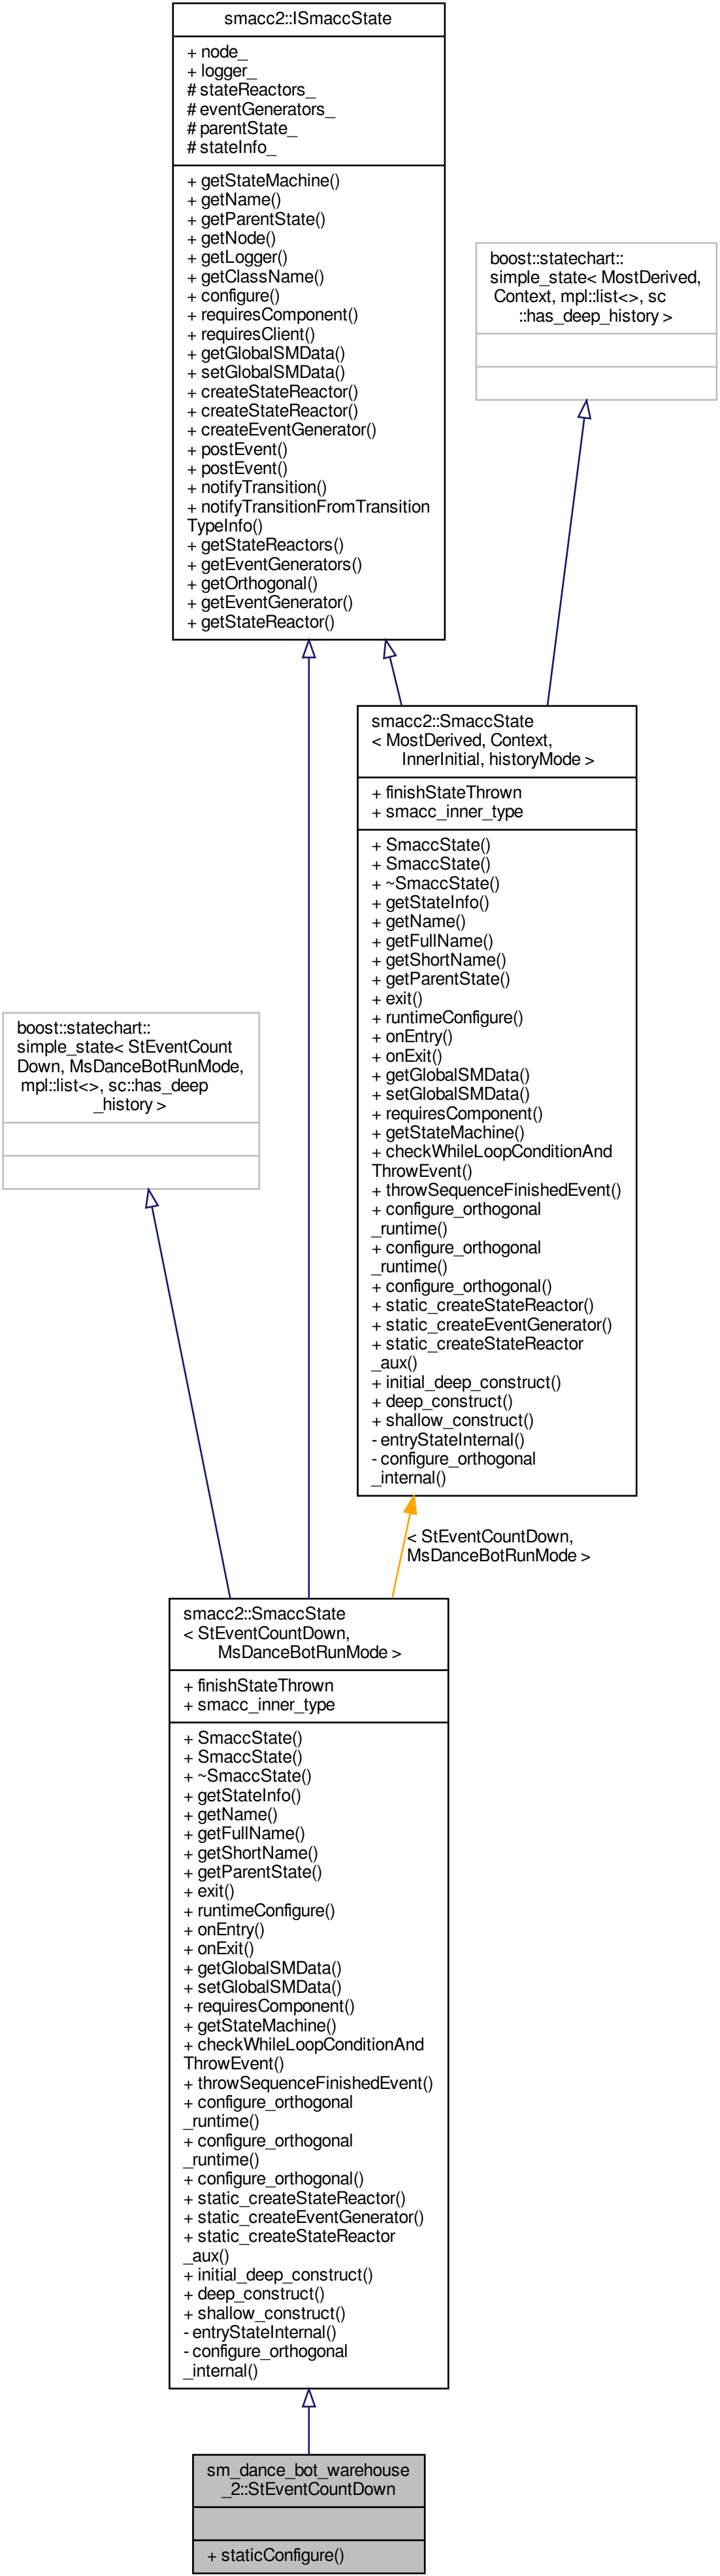 smacc2::ISmaccState
+ node_
+ logger_
# stateReactors_
# eventGenerators_
# parentState_
# stateInfo_
+ getStateMachine()
+ getName()
+ getParentState()
+ getNode()
+ getLogger()
+ getClassName()
+ configure()
+ requiresComponent()
+ requiresClient()
+ getGlobalSMData()
+ setGlobalSMData()
+ createStateReactor()
+ createStateReactor()
+ createEventGenerator()
+ postEvent()
+ postEvent()
+ notifyTransition()
+ notifyTransitionFromTransition
TypeInfo()
+ getStateReactors()
+ getEventGenerators()
+ getOrthogonal()
+ getEventGenerator()
+ getStateReactor()
boost::statechart::
simple_state< MostDerived,
Context, mpl::list<>, sc
::has_deep_history >
smacc2::SmaccState
< MostDerived, Context,
InnerInitial, historyMode >
+ finishStateThrown
+ smacc_inner_type
+ SmaccState()
+ SmaccState()
+ ~SmaccState()
+ getStateInfo()
+ getName()
+ getFullName()
+ getShortName()
+ getParentState()
+ exit()
+ runtimeConfigure()
+ onEntry()
+ onExit()
+ getGlobalSMData()
+ setGlobalSMData()
+ requiresComponent()
+ getStateMachine()
+ checkWhileLoopConditionAnd
ThrowEvent()
+ throwSequenceFinishedEvent()
+ configure_orthogonal
_runtime()
+ configure_orthogonal
_runtime()
+ configure_orthogonal()
+ static_createStateReactor()
+ static_createEventGenerator()
+ static_createStateReactor
_aux()
+ initial_deep_construct()
+ deep_construct()
+ shallow_construct()
- entryStateInternal()
- configure_orthogonal
_internal()
boost::statechart::
simple_state< StEventCount
Down, MsDanceBotRunMode,
mpl::list<>, sc::has_deep
_history >
< StEventCountDown,
MsDanceBotRunMode >
smacc2::SmaccState
< StEventCountDown,
MsDanceBotRunMode >
+ finishStateThrown
+ smacc_inner_type
+ SmaccState()
+ SmaccState()
+ ~SmaccState()
+ getStateInfo()
+ getName()
+ getFullName()
+ getShortName()
+ getParentState()
+ exit()
+ runtimeConfigure()
+ onEntry()
+ onExit()
+ getGlobalSMData()
+ setGlobalSMData()
+ requiresComponent()
+ getStateMachine()
+ checkWhileLoopConditionAnd
ThrowEvent()
+ throwSequenceFinishedEvent()
+ configure_orthogonal
_runtime()
+ configure_orthogonal
_runtime()
+ configure_orthogonal()
+ static_createStateReactor()
+ static_createEventGenerator()
+ static_createStateReactor
_aux()
+ initial_deep_construct()
+ deep_construct()
+ shallow_construct()
- entryStateInternal()
- configure_orthogonal
_internal()
sm_dance_bot_warehouse
_2::StEventCountDown
+ staticConfigure()